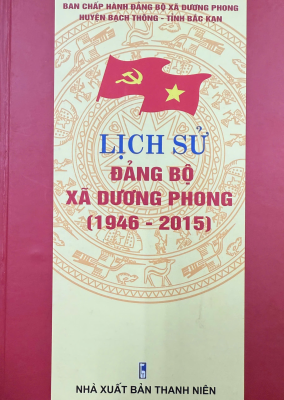 BAN CHẤP HÀNH ĐẢNG BỘ XÃ DƯƠNG PHONG
HUYỆN BẠCH THÔNG - TỈNH BẮC KẠN
LỊCH SỬ
ĐẢNG BỘ
XÃ DƯƠNG PHONG
(1946 - 2015)
NHÀ XUẤT BẢN THANH NIÊN